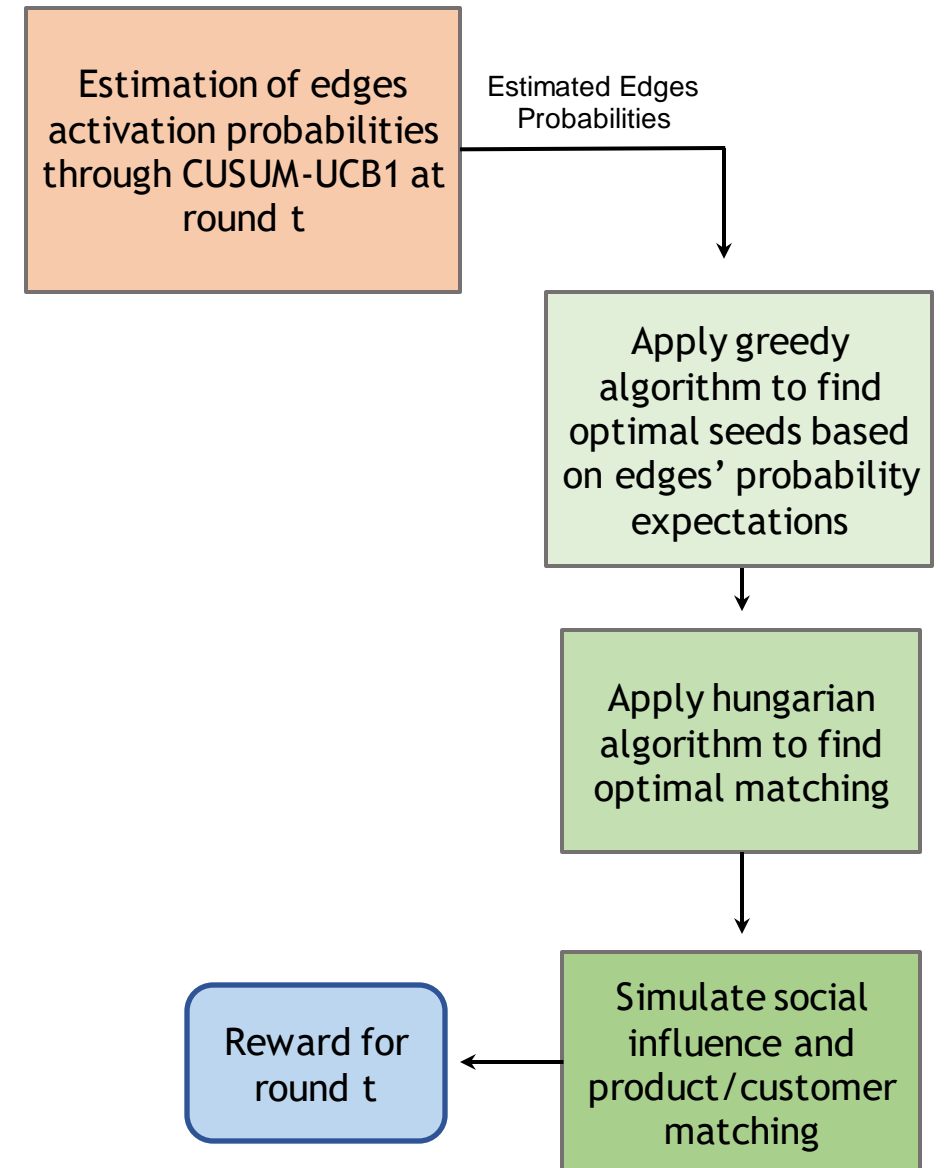 Estimation of edges
activation probabilities
through CUSUM-UCB1 at
round t
Estimated Edges
Probabilities
Apply greedy
algorithm to find
optimal seeds based
on edges’ probability
expectations
Apply hungarian
algorithm to find
optimal matching
Simulate social
influence and
product/customer
matching
Reward for
round t